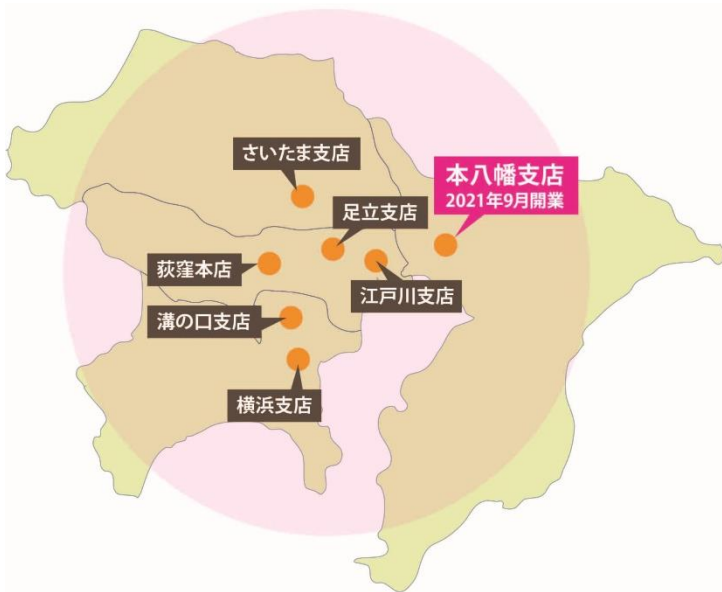 さいたま支店
本八幡支店
2021年9月開業
足立支店
荻窪本店
江戸川支店
溝の口支店
横浜支店